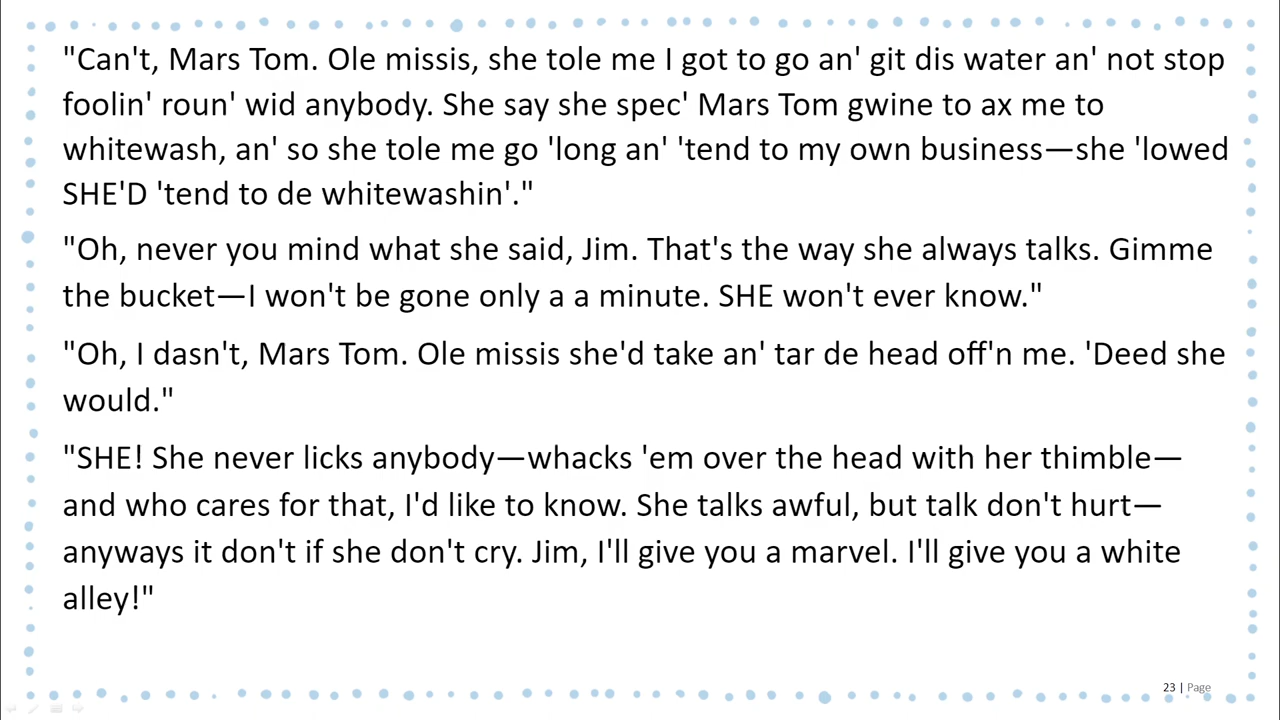 "Can't, Mars Tom. Ole missis, she tole me I got to go an' git dis water an' not stop
foolin' roun' wid anybody. She say she spec' Mars Tom gwine to ax me to
whitewash, an' so she tole me go 'long an' 'tend to my own business—she 'lowed
SHE'D 'tend to de whitewashin'."
"Oh, never you mind what she said, Jim. That's the way she always talks. Gimme
the bucket—I won't be gone only a a minute. SHE won't ever know."
"Oh, I dasn't, Mars Tom. Ole missis she'd take an' tar de head off'n me. 'Deed she
would."
"SHE! She never licks anybody—whacks 'em over the head with her thimble—
and who cares for that, I'd like to know. She talks awful, but talk don't hurt—
anyways it don't if she don't cry. Jim, I'll give you a marvel. I'll give you a white
alley!"
23 | Page